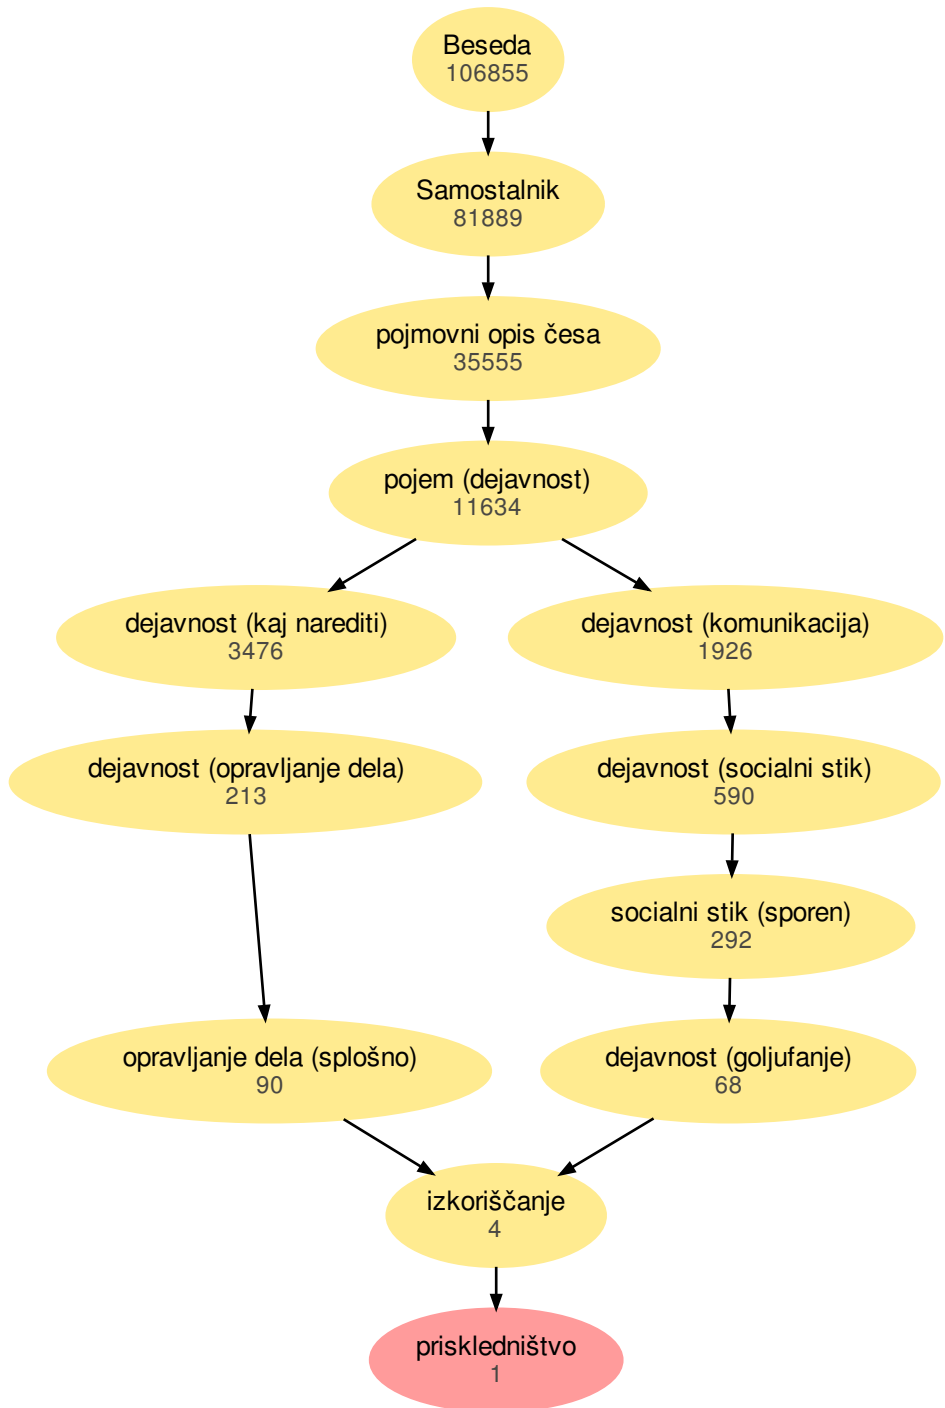 Beseda
106855
Samostalnik
81889
pojmovni opis česa
35555
pojem (dejavnost)
11634
dejavnost (kaj narediti)
3476
dejavnost (komunikacija)
1926
dejavnost (opravljanje dela)
213
dejavnost (socialni stik)
590
socialni stik (sporen)
292
opravljanje dela (splošno)
90
dejavnost (goljufanje)
68
izkoriščanje
4
priskledništvo
1